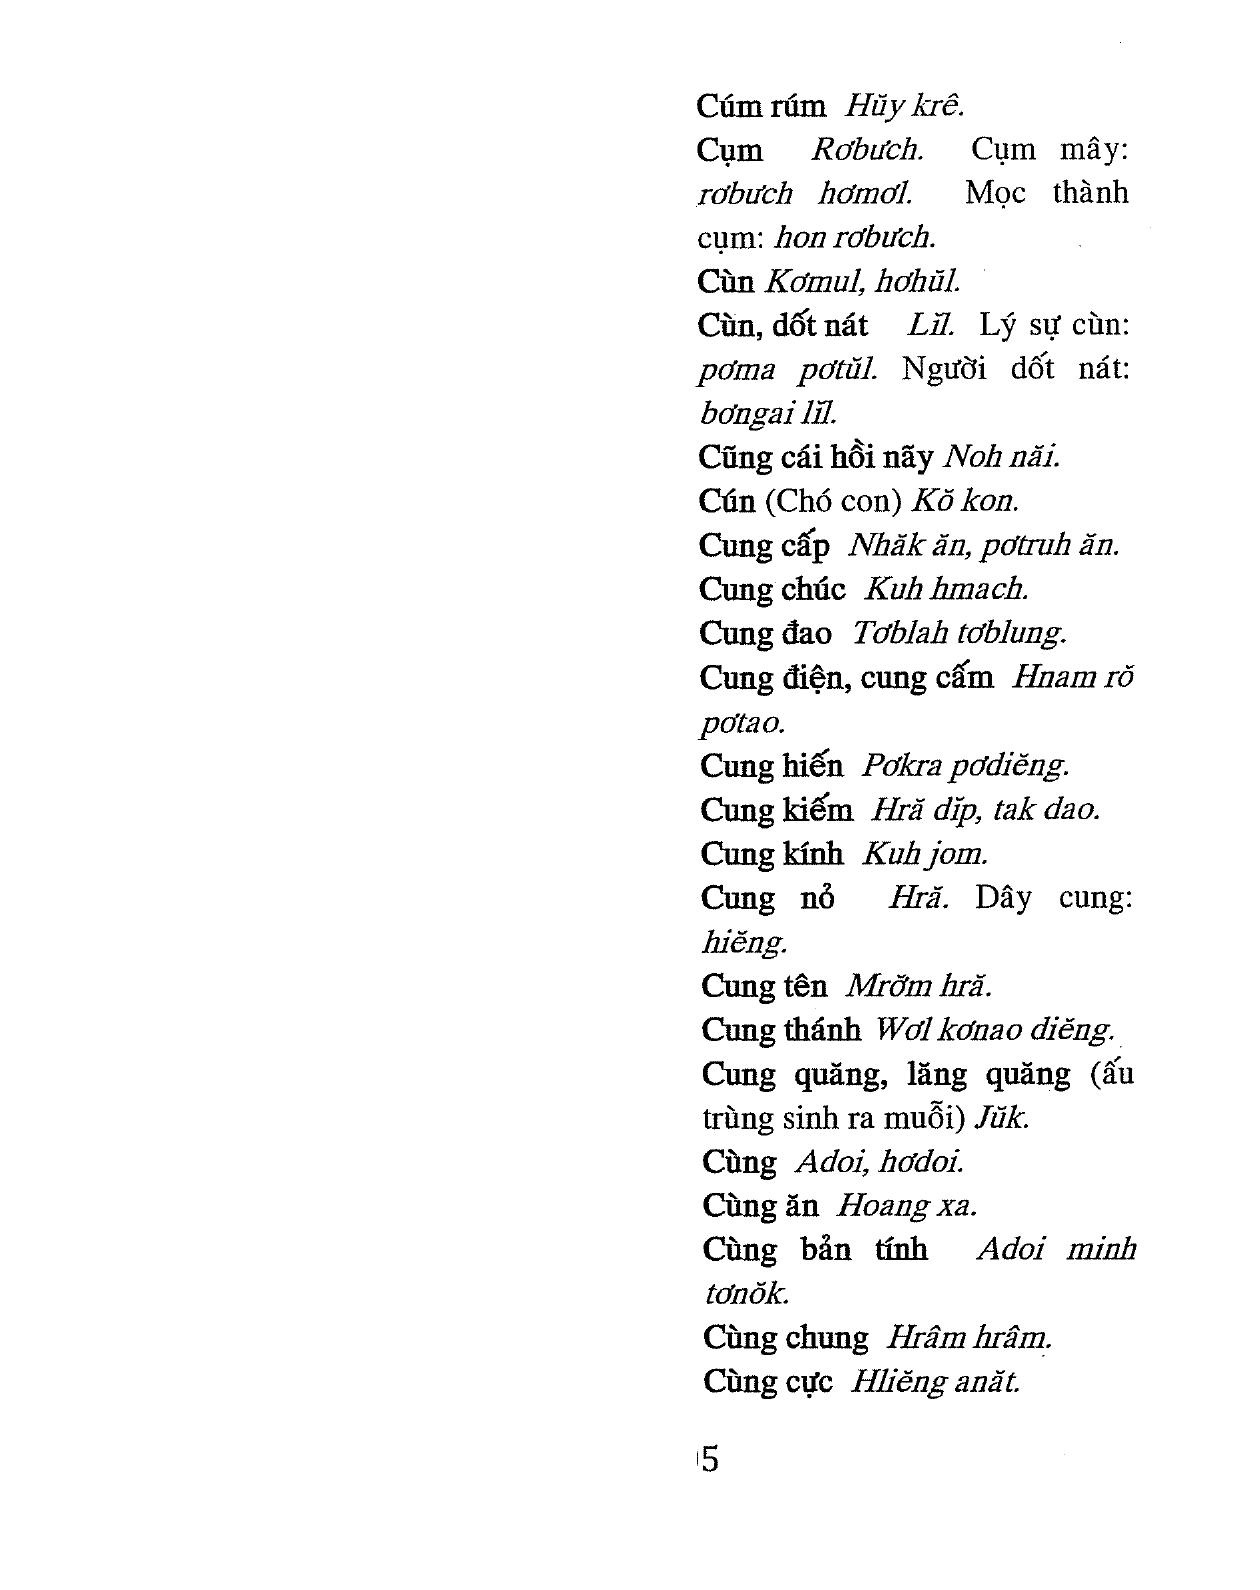 Cúm rúm Hŭy krê.
Cụm Rơbưch. Cụm mây:
rơbưch hơmơl. Mọc thành
cụm: hon rơbưch.
Cùn Kơmul, hơhŭl.
Cùn, dốt nát Lĭl. Lý sự cùn:
pơma pơtŭl. Người dốt nát:
bơngai lĭl.
Cũng cái hồi nãy Noh năi.
Cún (Chó con) Kŏ kon.
Cung cấp Nhăk ăn, pơtruh ăn.
Cung chúc Kuh hmach.
Cung đao Tơblah tơblung.
Cung điện, cung cấm Hnam rŏ
pơtao.
Cung hiến Pơkra pơdiĕng.
Cung kiếm Hră dĭp, tak dao.
Cung kính Kuh jom.
Cung nỏ Hră. Dây cung:
hiĕng.
Cung tên Mrơ̆m hră.
Cung thánh Wơl kơnao diĕng.
Cung quăng, lăng quăng (ấu
trùng sinh ra muỗi) Jŭk.
Cùng Adoi, hơdoi.
Cùng ăn Hoang xa.
Cùng bản tính Adoi minh
tơnŏk.
Cùng chung Hrâm hrâm.
Cùng cực Hliĕng anăt.
5